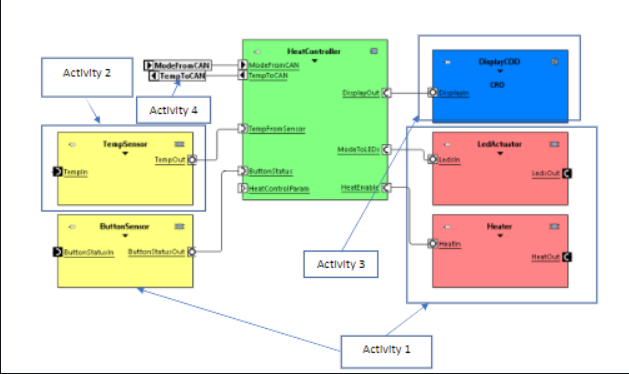 HeatController
ModeFromCAN
ModeFromCAN
TempToCAN
TempToCAN
DisplayCDD
CRD
DisplayOut
DisplayIn
Activity 2
Activity 4
TempSensor
TempOut
TempIn
TempFromSensor
ModeToLEDs
LedActuator
LedsIn
LedsOut
ButtonStatus
HeatControlParam
HeatEnable
ButtonSensor
ButtonStatusIn
ButtonStatusOut
Heater
HeatIn
HeatOut
Activity 3
Activity 1